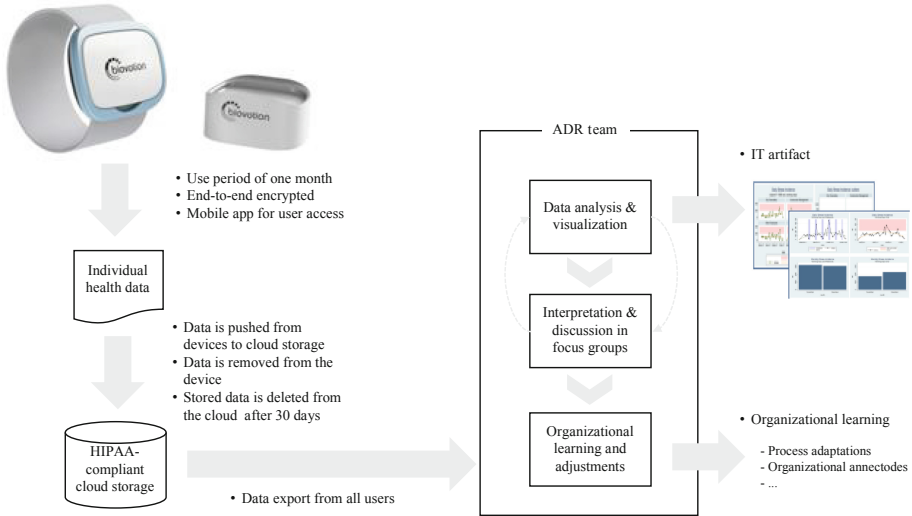 biovotion
biovotion
• Use period of one month
• End-to-end encrypted
• Mobile app for user access
Individual
health data
• Data is pushed from
devices to cloud storage
• Data is removed from the
device
• Stored data is deleted from
the cloud after 30 days
HIPAA-
compliant
cloud storage
• Data export from all users
ADR team
Data analysis &
visualization
Interpretation &
discussion in
focus groups
Organizational
learning and
adjustments
• IT artifact
• Organizational learning
- Process adaptations
- Organizational annectodes
- ...